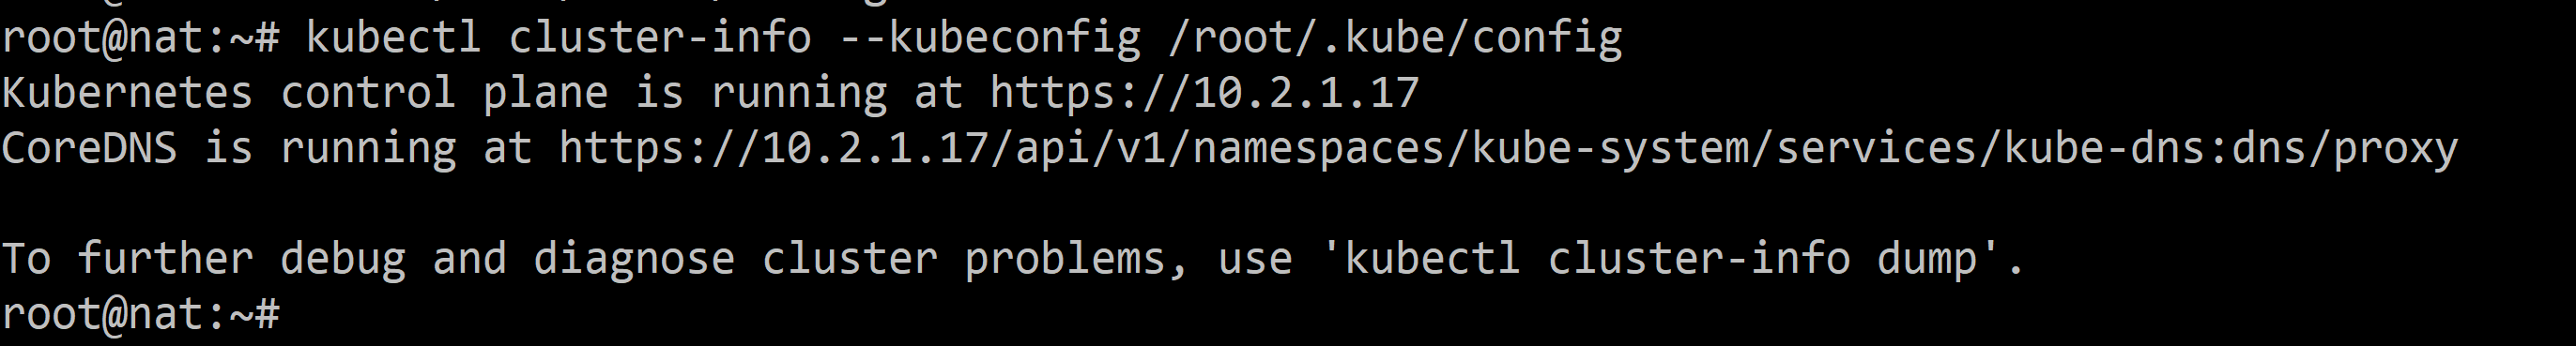 root@nat:~# kubectl cluster-info --kubeconfig /root/.kube/config
Kubernetes control plane is running at https://10.2.1.17
CoreDNS is running at https://10.2.1.17/api/v1/namespaces/kube-system/services/kube-dns:dns/proxy

To further debug and diagnose cluster problems, use 'kubectl cluster-info dump'.
root@nat:~#